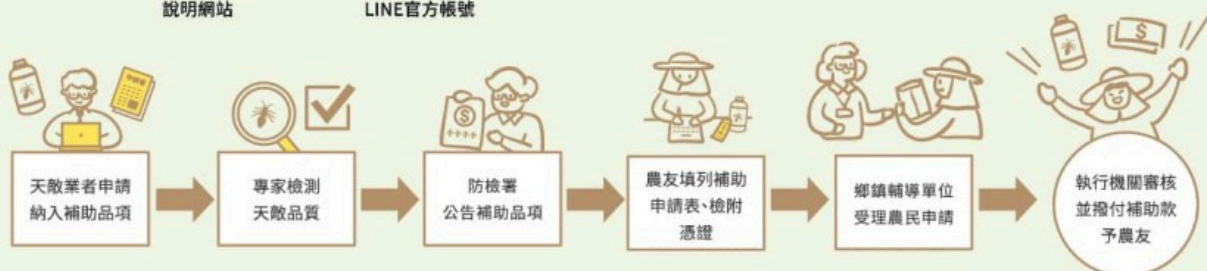 說明網站
LINE官方帳號
天敵業者申請
納入補助品項
專家檢測
天敵品質
防檢署
公告補助品項
農友填列補助
申請表、檢附
憑證
鄉鎮輔導單位
受理農民申請
執行機關審核
並撥付補助款
予農友